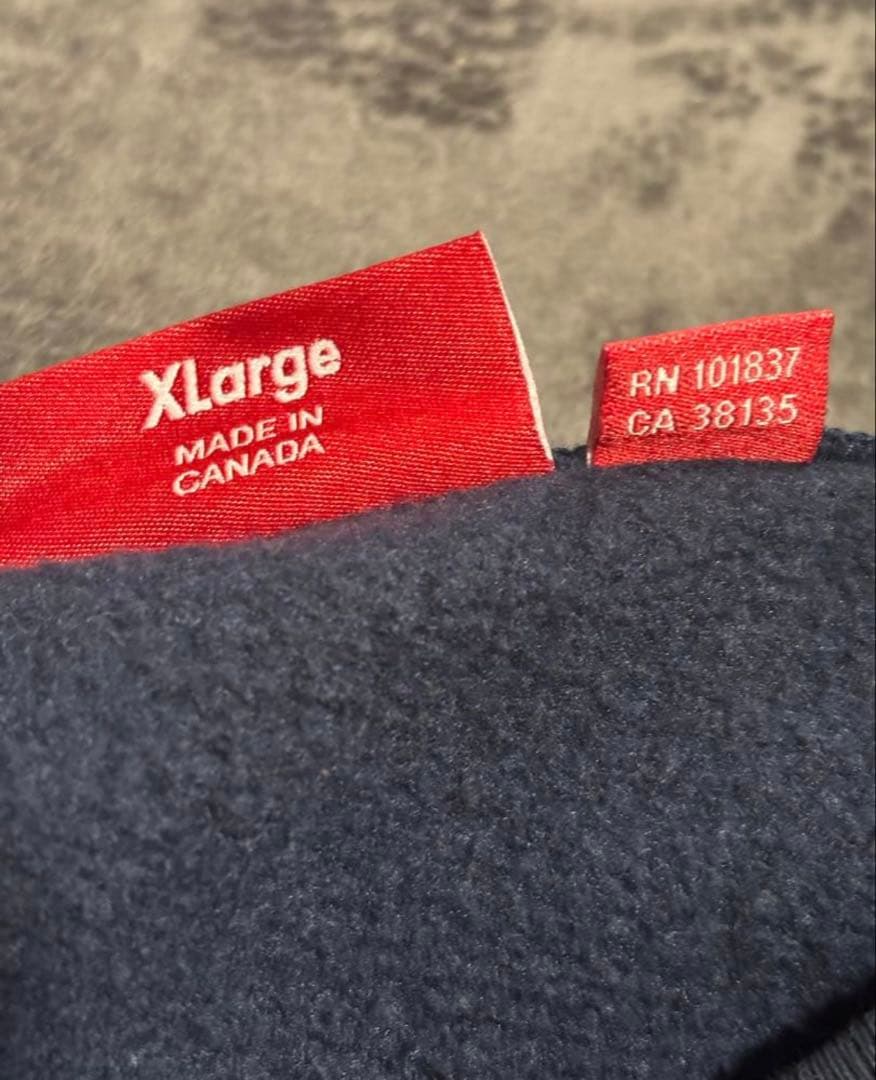 XLarge
MADE IN
CANADA
RN 101837
CA 38135